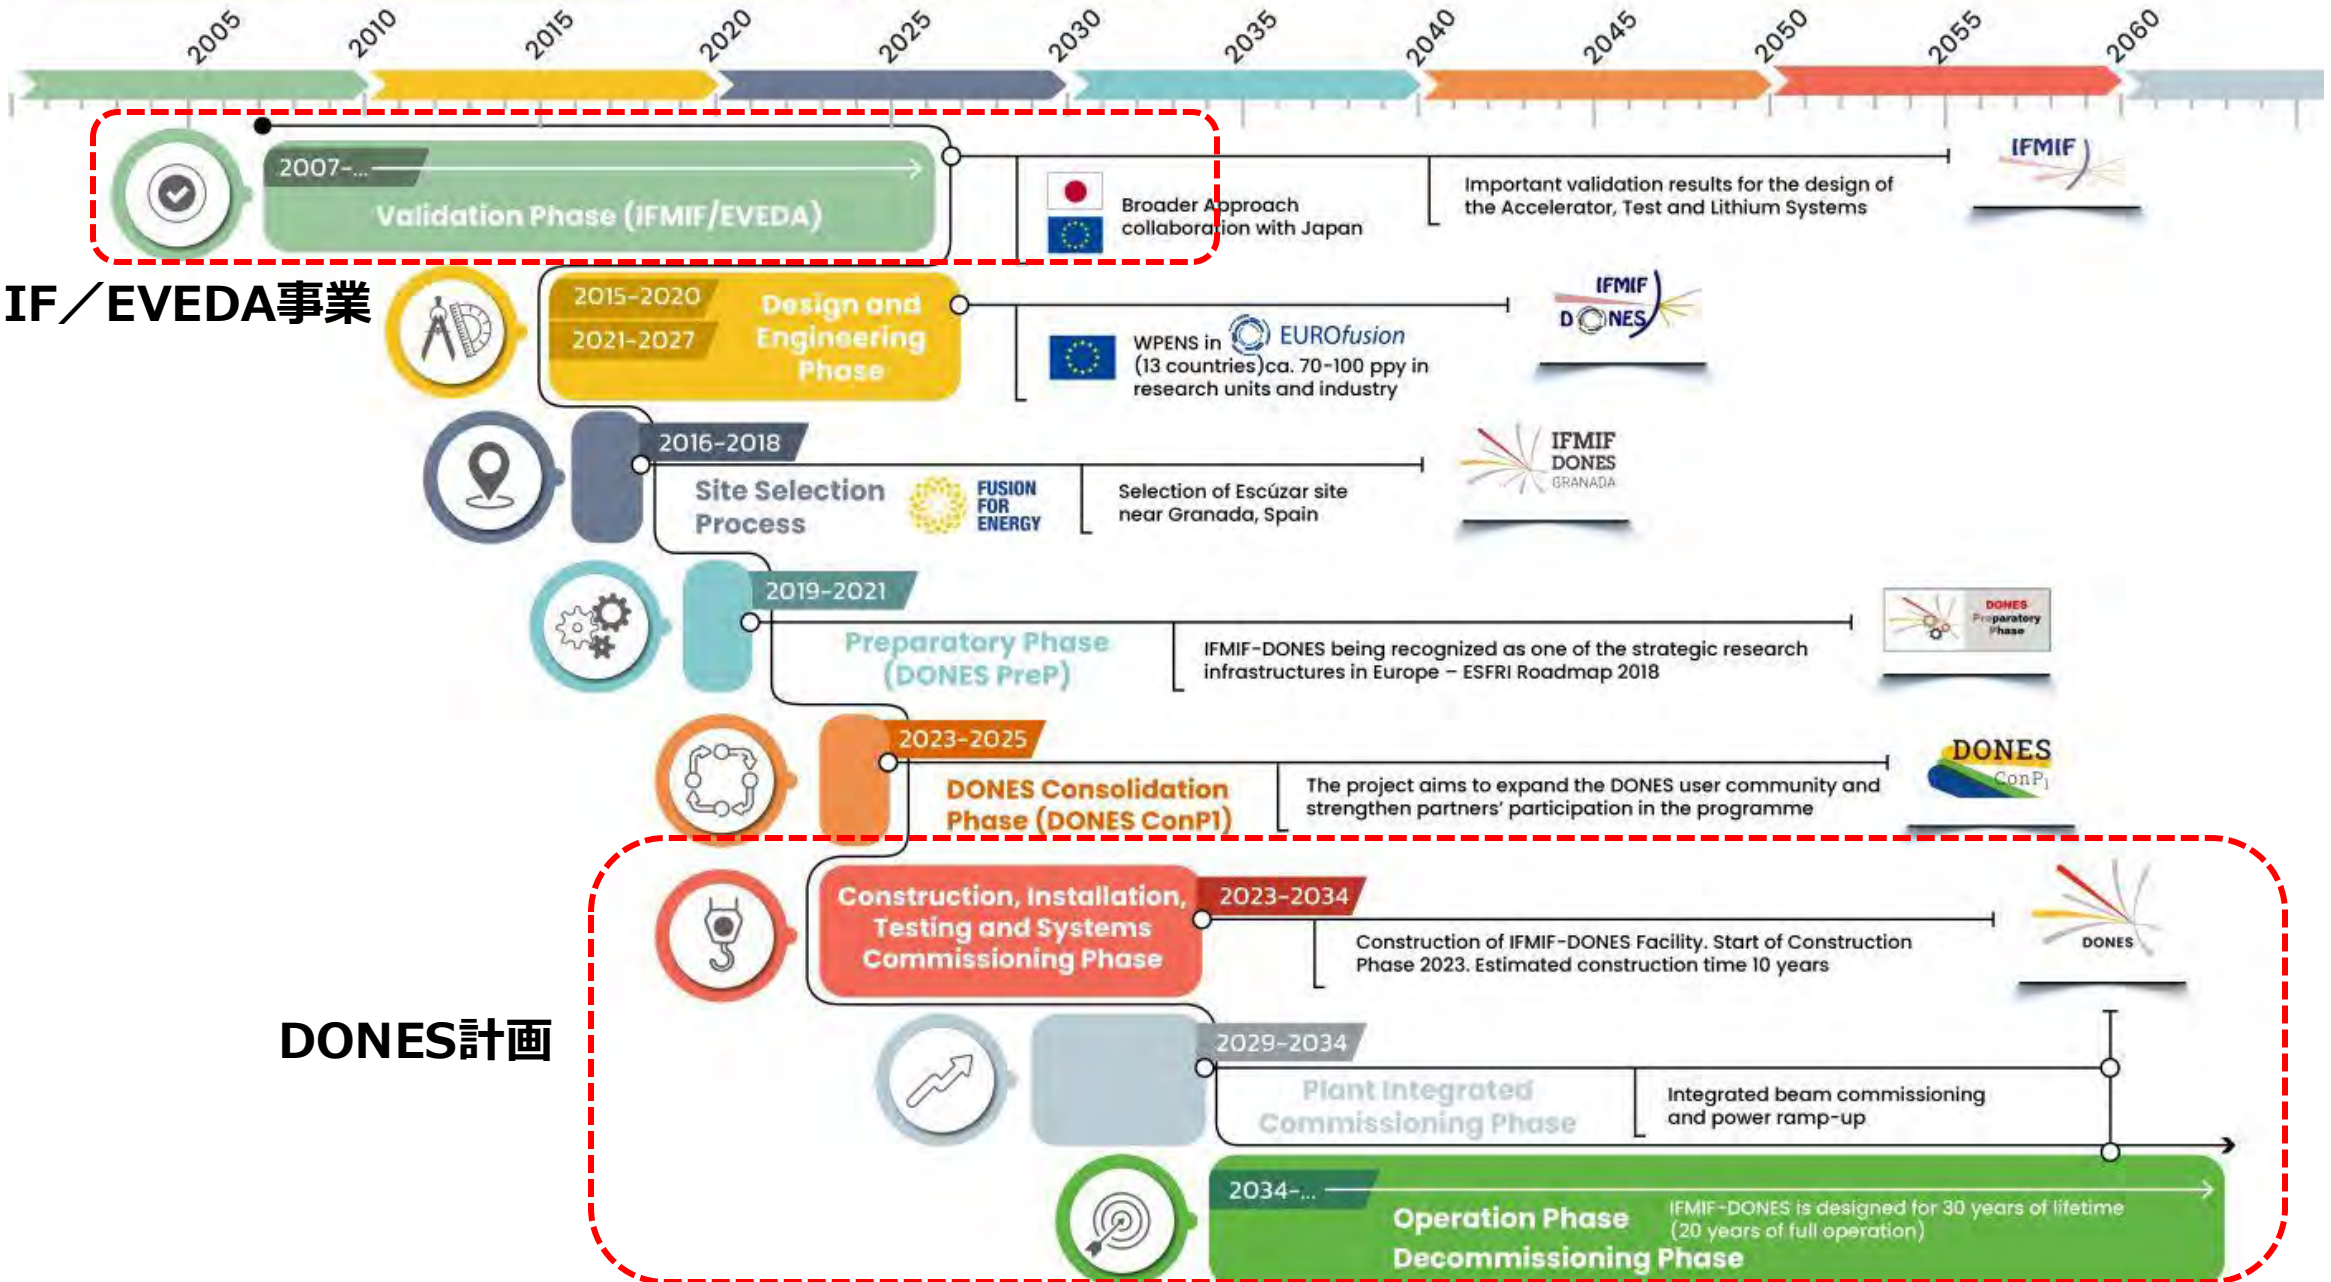 2005
2010
2015
2020
2025
2030
2035
2040
2045
2050
2055
2060
2007-...
Validation Phase (IFMIF/EVEDA)
Broader Approach
collaboration with Japan
Important validation results for the design of
the Accelerator, Test and Lithium Systems
IFMIF
IF／EVEDA事業
2015-2020
2021-2027
Design and
Engineering
Phase
WPENS in EUROfusion
(13 countries)ca. 70-100 ppy in
research units and industry
IFMIF
DONES
2016-2018
Site Selection
Process
FUSION
FOR
ENERGY
Selection of Escúzar site
near Granada, Spain
IFMIF
DONES
GRANADA
2019-2021
Preparatory Phase
(DONES PreP)
IFMIF-DONES being recognized as one of the strategic research
infrastructures in Europe – ESFRI Roadmap 2018
DONES
Preparatory
Phase
2023-2025
DONES Consolidation
Phase (DONES ConP1)
The project aims to expand the DONES user community and
strengthen partners' participation in the programme
DONES
ConP1
DONES計画
Construction, Installation,
Testing and Systems
Commissioning Phase
2023-2034
Construction of IFMIF-DONES Facility. Start of Construction
Phase 2023. Estimated construction time 10 years
DONES
2029-2034
Plant Integrated
Commissioning Phase
Integrated beam commissioning
and power ramp-up
2034-...
Operation Phase
Decommissioning Phase
IFMIF-DONES is designed for 30 years of lifetime
(20 years of full operation)